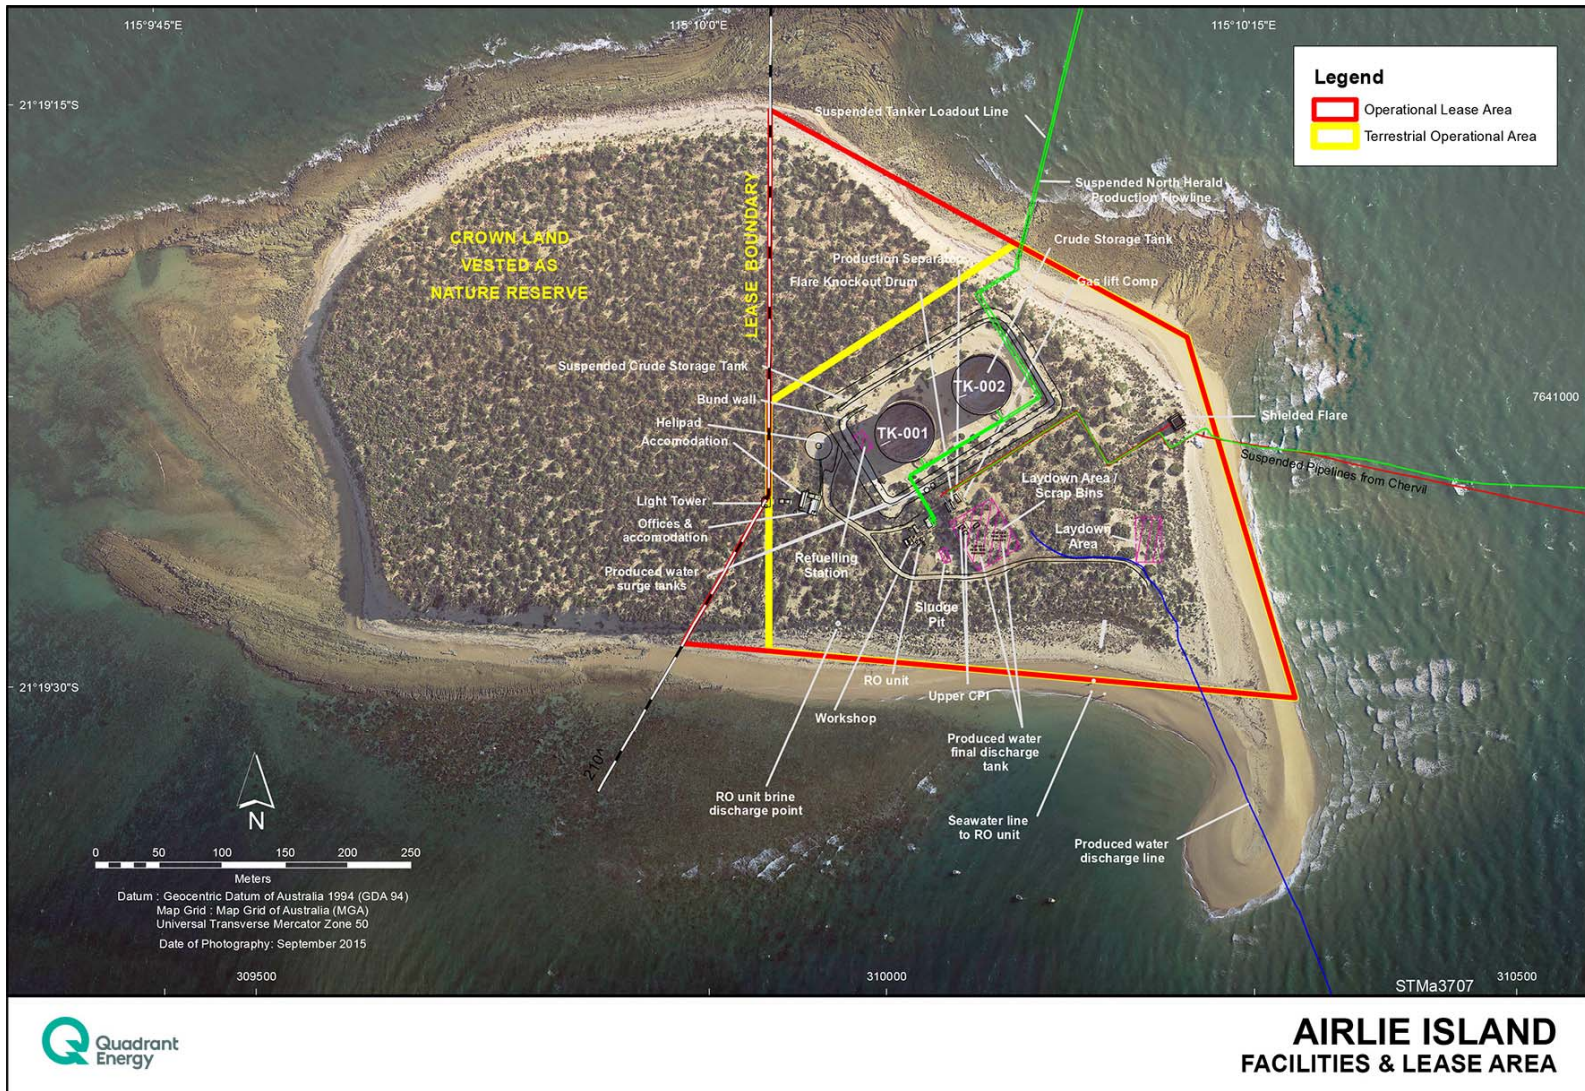 115°9'45"E
115°10'0"E
115°10'15"E
Legend
Operational Lease Area
Terrestrial Operational Area
21°19'15"S
Suspended Tanker Loadout Line
Suspended North Herald
Production Flowline
LEASE BOUNDARY
CROWN LAND
VESTED AS
NATURE RESERVE
Crude Storage Tank
Production Separator
Flare Knockout Drum
Gas lift Comp
Suspended Crude Storage Tank
TK-002
Bund wall
7641000
Shielded Flare
Helipad
TK-001
Accomodation
Suspended Pipelines from Chervil
Laydown Area /
Scrap Bins
Light Tower
Offices &
accomodation
Laydown
Area
Refuelling
Station
Produced water
surge tanks
Sludge
Pit
RO unit
21°19'30"S
Upper CPI
Workshop
Produced water
final discharge
tank
210°
RO unit brine
discharge point
Seawater line
to RO unit
Produced water
discharge line
N
0 50 100 150 200 250
Meters
Datum : Geocentric Datum of Australia 1994 (GDA 94)
Map Grid : Map Grid of Australia (MGA)
Universal Transverse Mercator Zone 50
Date of Photography: September 2015
309500
310000
310500
STMa3707
Quadrant
Energy
AIRLIE ISLAND
FACILITIES & LEASE AREA